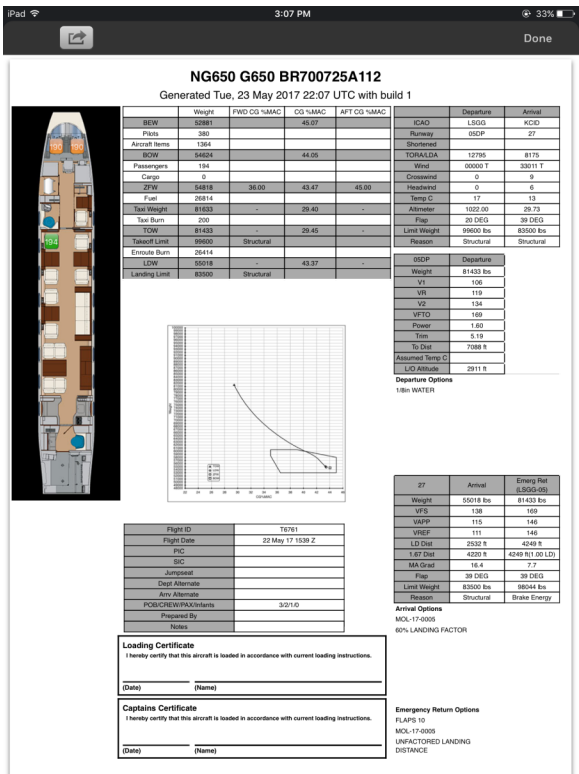 iPad 3:07 PM 33%
Done
NG650 G650 BR700725A112
Generated Tue, 23 May 2017 22:07 UTC with build 1
Weight FWD CG %MAC CG %MAC AFT CG %MAC
BEW 52881 45.07
Pilots 380
Aircraft Items 1364
BOW 54624 44.05
Passengers 194
Cargo 0
ZFW 54818 36.00 43.47 45.00
Fuel 26814
Taxi Weight 81633 - 29.40 -
Taxi Burn 200
TOW 81433 - 29.45 -
Takeoff Limit 99600 Structural
Enroute Burn 26414
LDW 55018 - 43.37 -
Landing Limit 83500 Structural
190 190
194
Departure Arrival
ICAO LSGG KCID
Runway 05DP 27
Shortened
TORA/LDA 12795 8175
Wind 00000 T 33011 T
Crosswind 0 9
Headwind 0 6
Temp C 17 13
Altimeter 1022.00 29.73
Flap 20 DEG 39 DEG
Limit Weight 99600 lbs 83500 lbs
Reason Structural Structural
05DP Departure
Weight 81433 lbs
V1 106
VR 119
V2 134
VFTO 169
Power 1.60
Trim 5.19
To Dist 7088 ft
Assumed Temp C
L/O Altitude 2911 ft
Departure Options
1/8in WATER
27 Arrival Emerg Ret (LSGG-05)
Weight 55018 lbs 81433 lbs
VFS 138 169
VAPP 115 146
VREF 111 146
LD Dist 2532 ft 4249 ft
1.67 Dist 4220 ft 4249 ft(1.00 LD)
MA Grad 16.4 7.7
Flap 39 DEG 39 DEG
Limit Weight 83500 lbs 98044 lbs
Reason Structural Brake Energy
Arrival Options
MOL-17-0005
60% LANDING FACTOR
Flight ID T6761
Flight Date 22 May 17 1539 Z
PIC
SIC
Jumpseat
Dept Alternate
Arrv Alternate
POB/CREW/PAX/Infants 3/2/1/0
Prepared By
Notes
Loading Certificate
I hereby certify that this aircraft is loaded in accordance with current loading instructions.
(Date) (Name)
Captains Certificate
I hereby certify that this aircraft is loaded in accordance with current loading instructions.
(Date) (Name)
Emergency Return Options
FLAPS 10
MOL-17-0005
UNFACTORED LANDING
DISTANCE